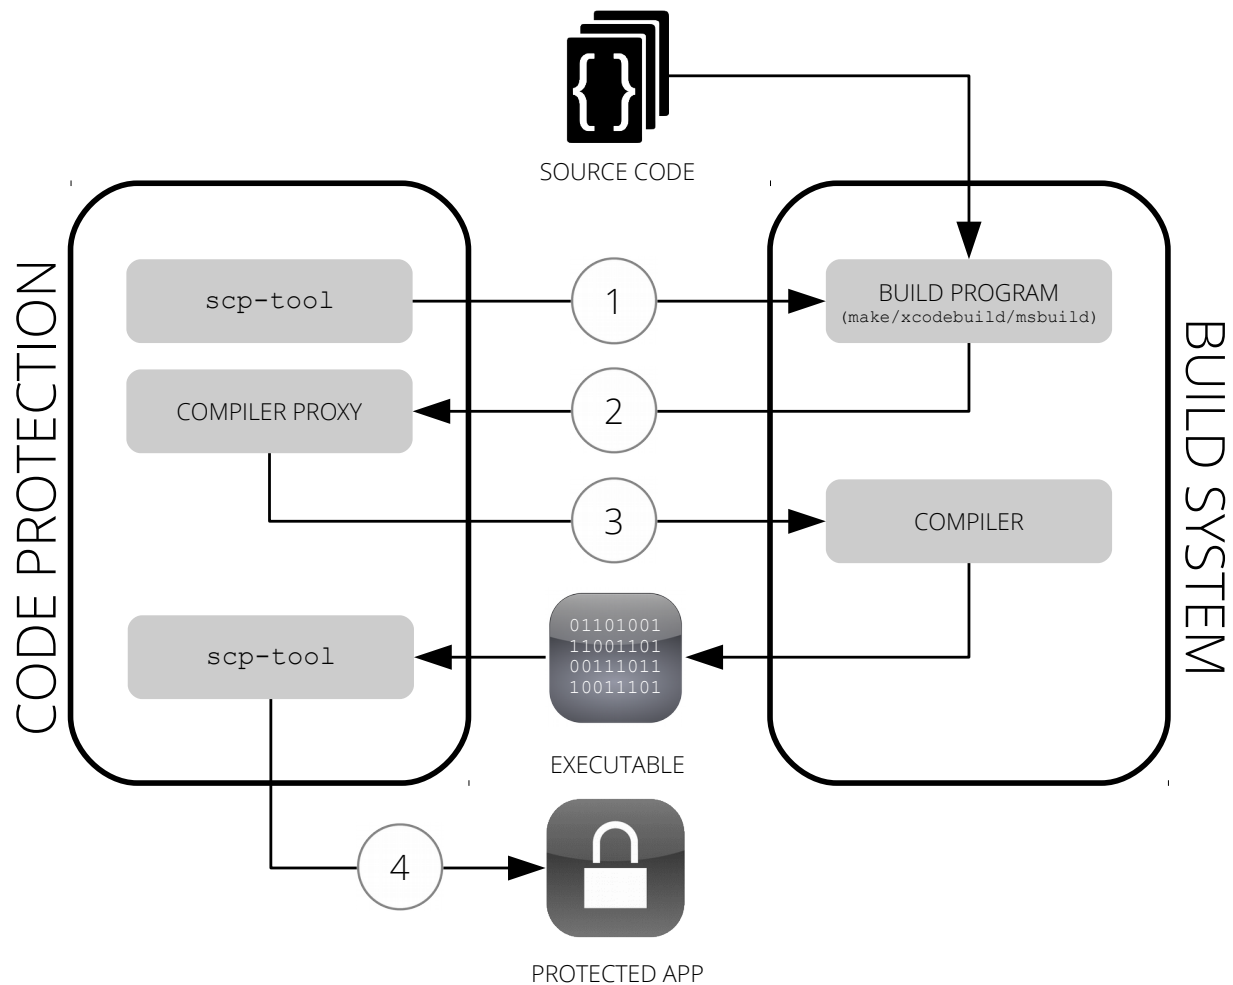 { }
SOURCE CODE
CODE PROTECTION
BUILD SYSTEM
scp-tool
1
BUILD PROGRAM
(make/xcodebuild/msbuild)
COMPILER PROXY
2
3
COMPILER
scp-tool
01101001
11001101
00111011
10011101
EXECUTABLE
4
PROTECTED APP